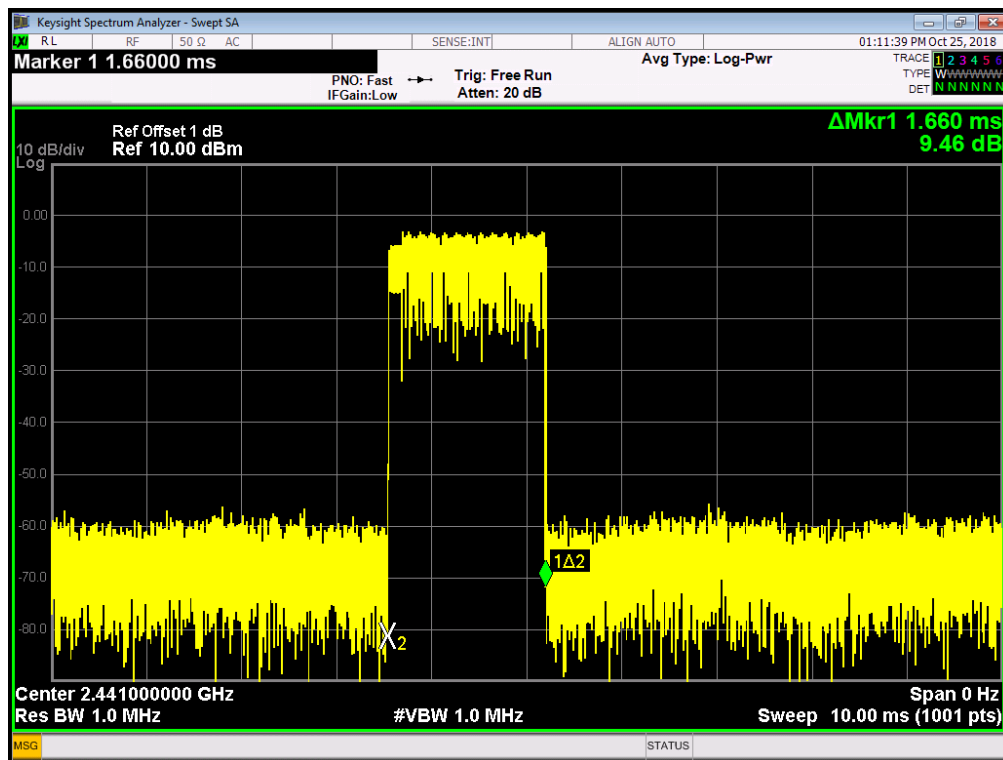 Keysight Spectrum Analyzer - Swept SA
LXI RL RF 50 Ω AC SENSE:INT ALIGN AUTO 01:11:39 PM Oct 25, 2018
Marker 1 1.66000 ms
PNO: Fast
IFGain:Low
Trig: Free Run
Atten: 20 dB
Avg Type: Log-Pwr
TRACE 1 2 3 4 5 6
TYPE WWWWWW
DET N N N N N N
ΔMkr1 1.660 ms
9.46 dB
Ref Offset 1 dB
10 dB/div Ref 10.00 dBm
Log
0.00
-10.0
-20.0
-30.0
-40.0
-50.0
-60.0
1Δ2
-70.0
-80.0
X2
Center 2.441000000 GHz Span 0 Hz
Res BW 1.0 MHz #VBW 1.0 MHz Sweep 10.00 ms (1001 pts)
MSG STATUS